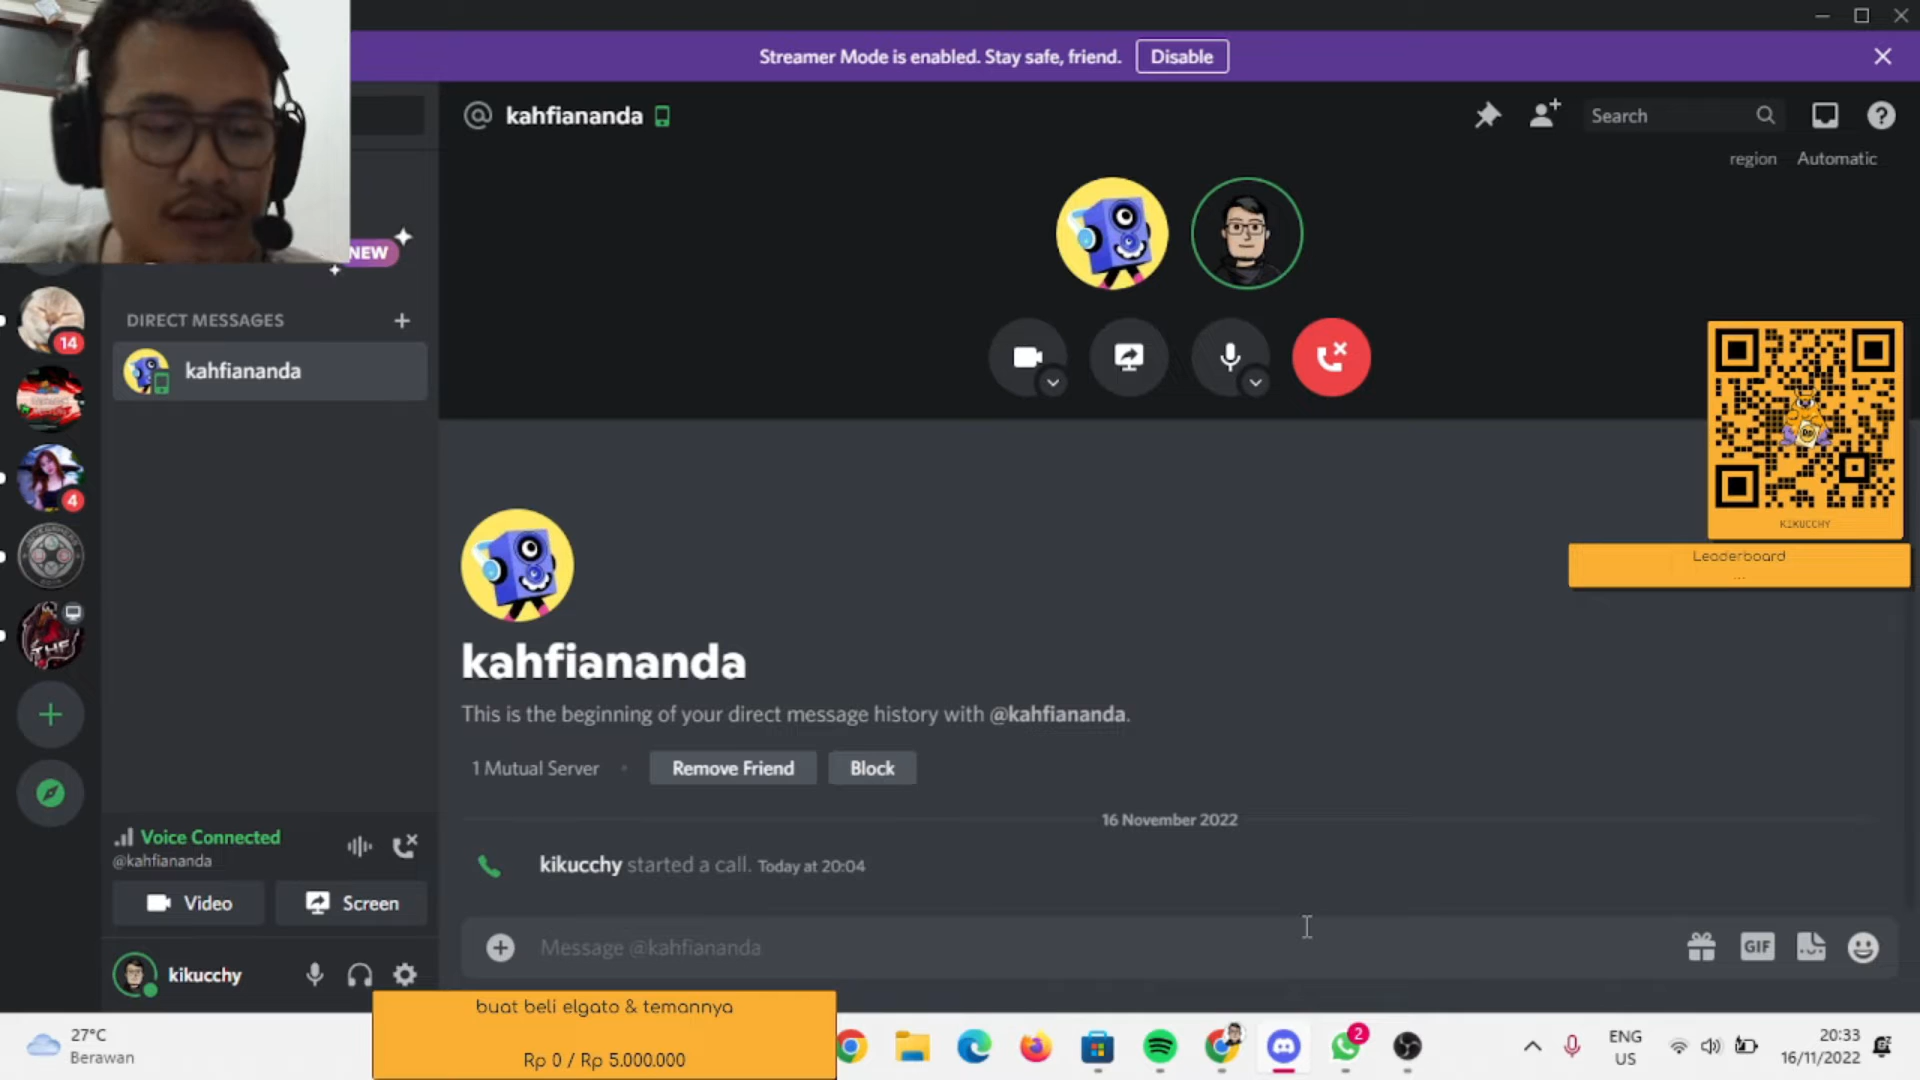 Streamer Mode is enabled. Stay safe, friend.
Disable
@ kahfiananda
Search
region Automatic
NEW
DIRECT MESSAGES
kahfiananda
14
4
THF
KIKUCCHY
Leaderboard
...
kahfiananda
This is the beginning of your direct message history with @kahfiananda.
1 Mutual Server
Remove Friend
Block
16 November 2022
kikucchy started a call. Today at 20:04
Voice Connected
@kahfiananda
Video
Screen
Message @kahfiananda
GIF
kikucchy
buat beli elgato & temannya
Rp 0 / Rp 5.000.000
27°C
Berawan
2
ENG
US
20:33
16/11/2022